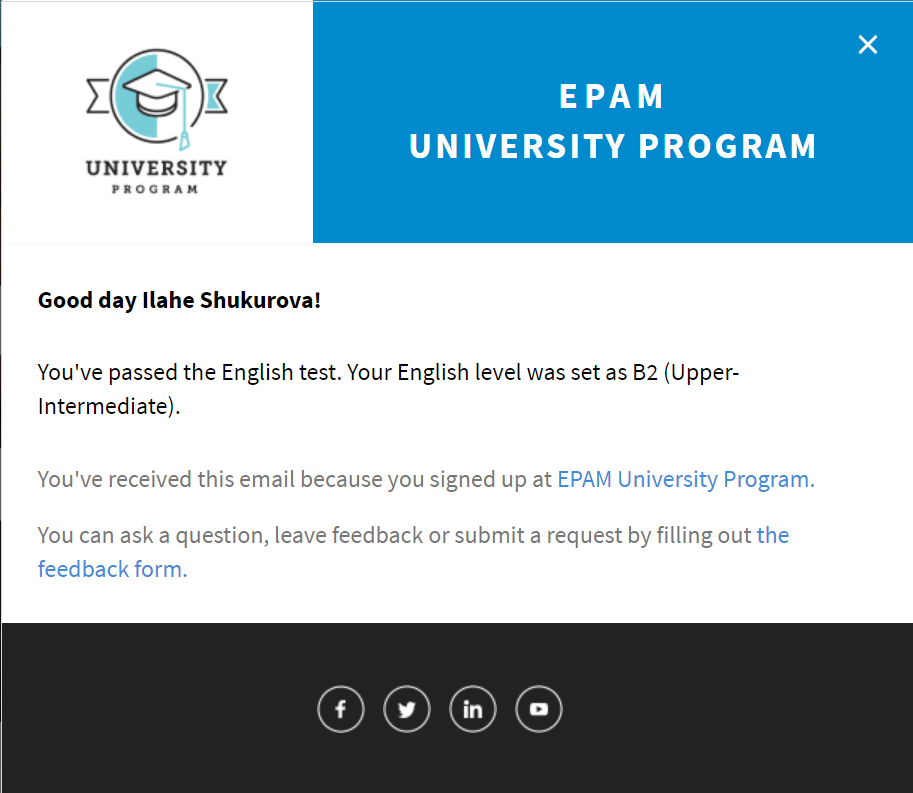 UNIVERSITY
PROGRAM
EPAM
UNIVERSITY PROGRAM
Good day Ilahe Shukurova!
You've passed the English test. Your English level was set as B2 (Upper-
Intermediate).
You've received this email because you signed up at EPAM University Program.
You can ask a question, leave feedback or submit a request by filling out the
feedback form.